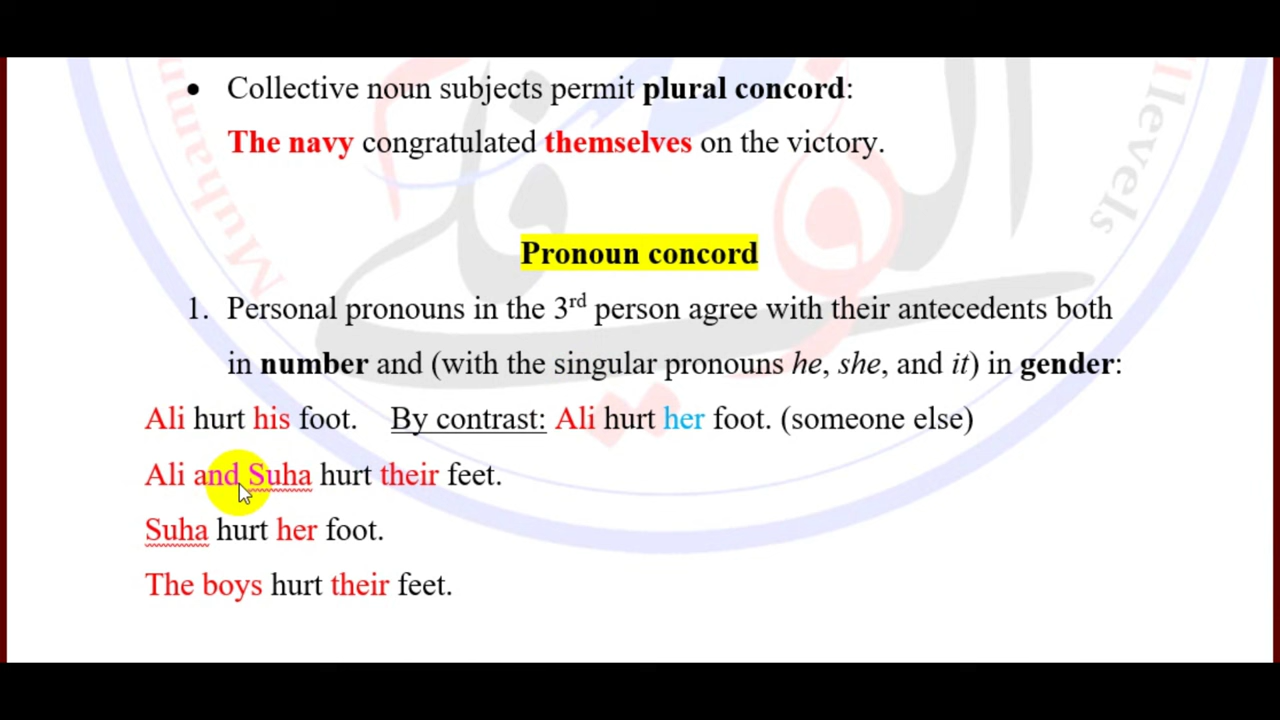 • Collective noun subjects permit plural concord:
The navy congratulated themselves on the victory.
Pronoun concord
1. Personal pronouns in the 3rd person agree with their antecedents both
in number and (with the singular pronouns he, she, and it) in gender:
Ali hurt his foot. By contrast: Ali hurt her foot. (someone else)
Ali and Suha hurt their feet.
Suha hurt her foot.
The boys hurt their feet.